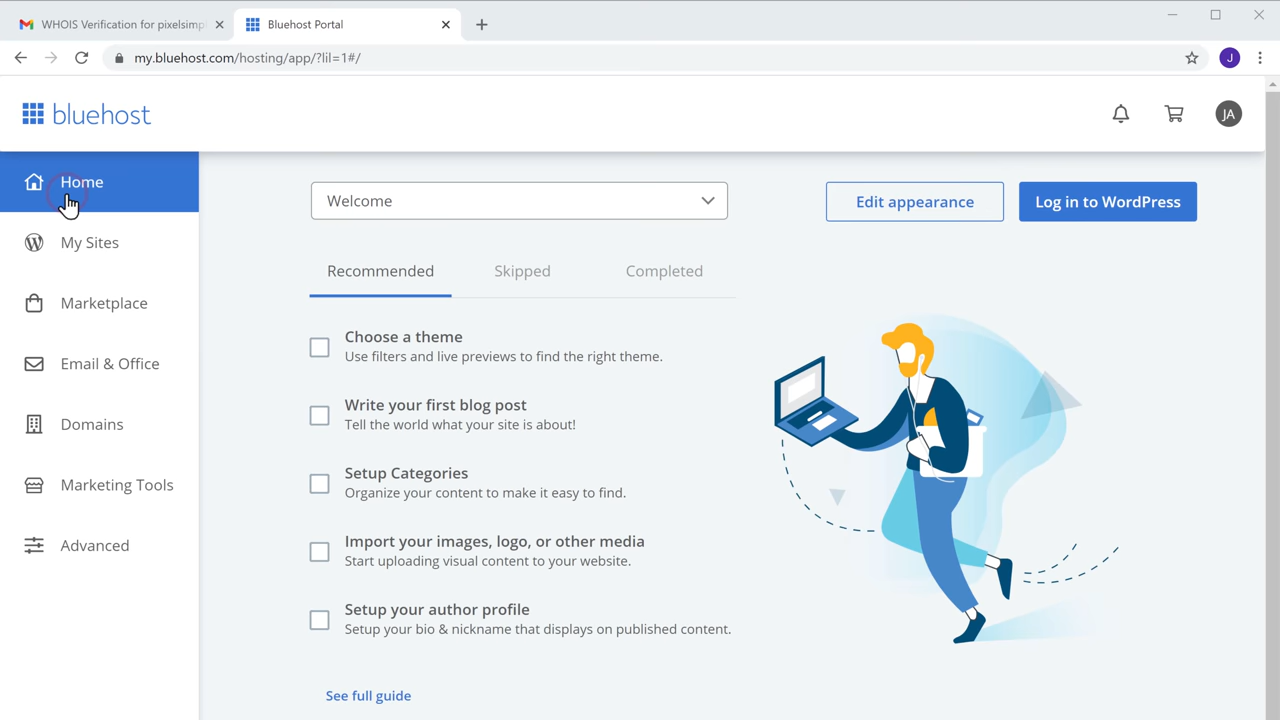 WHOIS Verification for pixelsimp
Bluehost Portal
my.bluehost.com/hosting/app/?lil=1#/
J
bluehost
JA
Home
My Sites
Marketplace
Email & Office
Domains
Marketing Tools
Advanced
Welcome
Edit appearance
Log in to WordPress
Recommended
Skipped
Completed
Choose a theme
Use filters and live previews to find the right theme.
Write your first blog post
Tell the world what your site is about!
Setup Categories
Organize your content to make it easy to find.
Import your images, logo, or other media
Start uploading visual content to your website.
Setup your author profile
Setup your bio & nickname that displays on published content.
See full guide